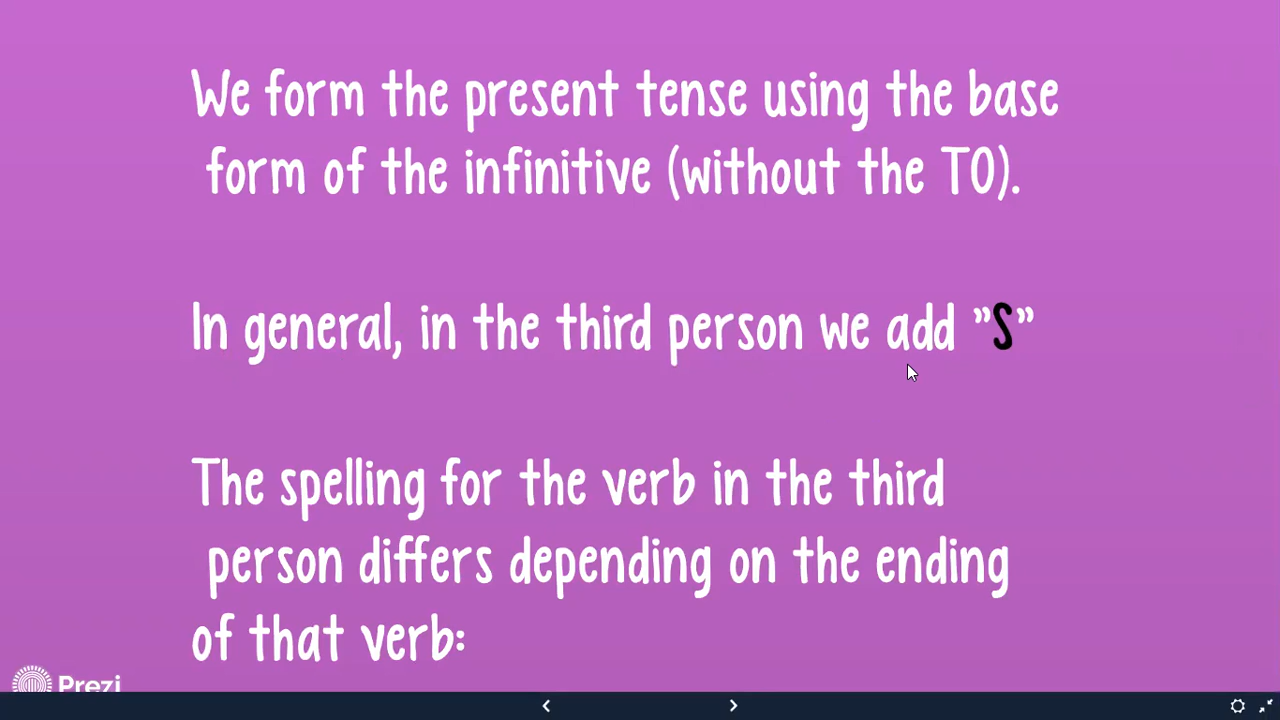 We form the present tense using the base
form of the infinitive (without the TO).
In general, in the third person we add "S"
The spelling for the verb in the third
person differs depending on the ending
of that verb:
Prezi